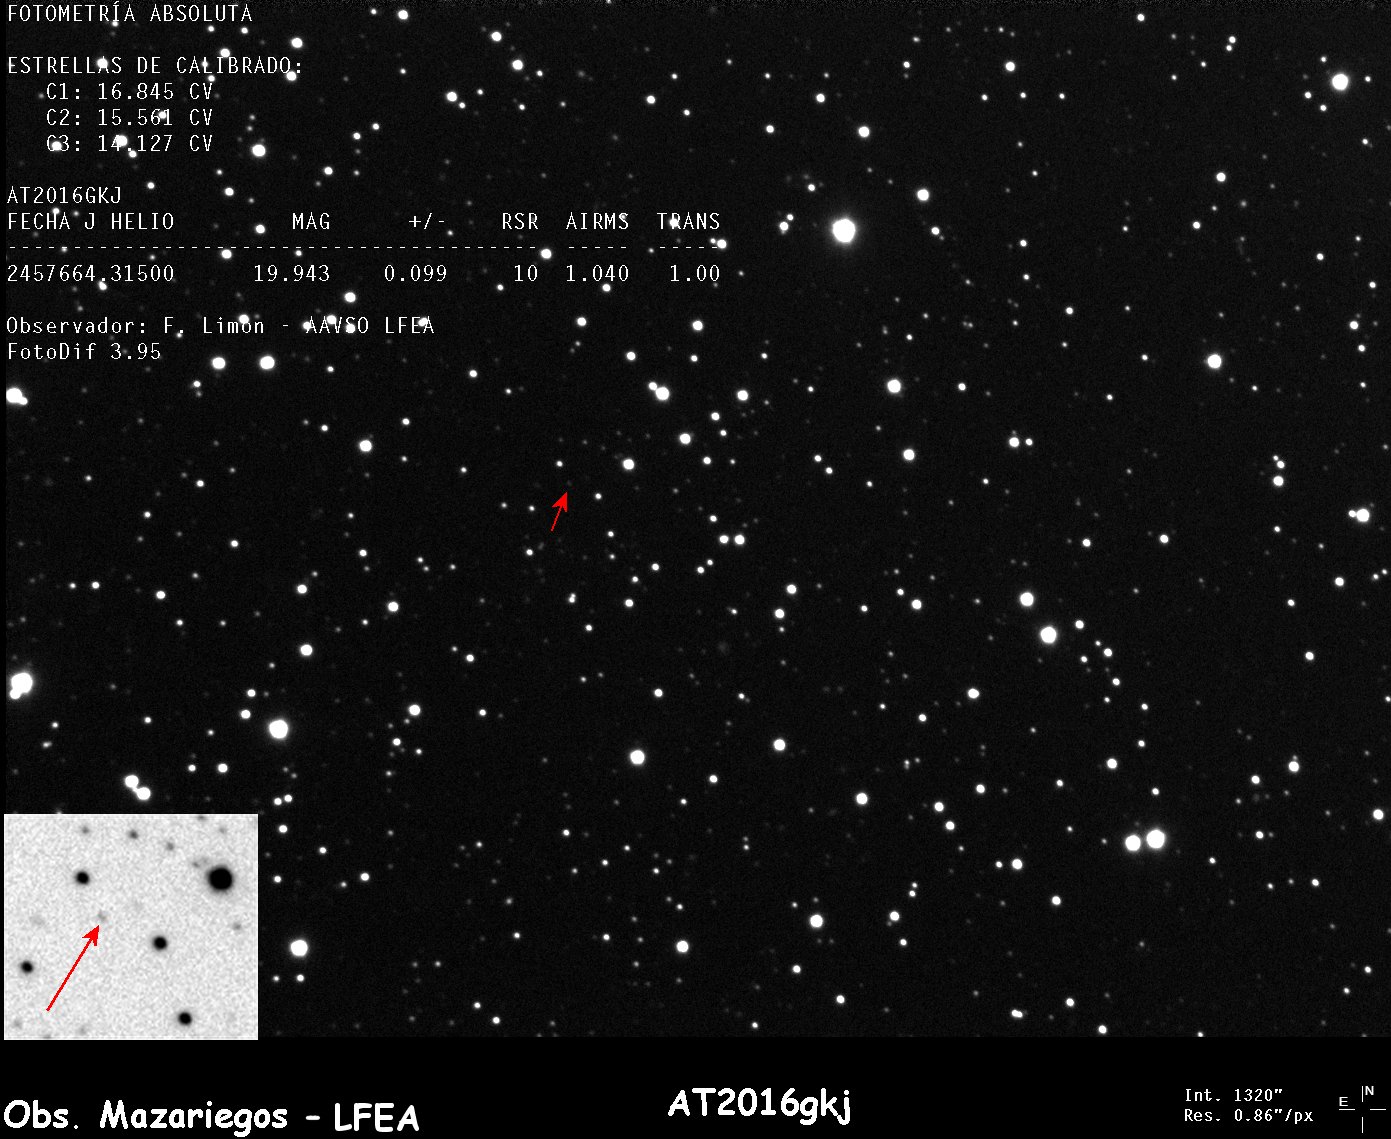 FOTOMETRÍA ABSOLUTA
ESTRELLAS DE CALIBRADO:
C1: 16.845 CV
C2: 15.561 CV
C3: 14.127 CV
AT2016GKJ
FECHA J HELIO MAG +/- RSR AIRMS TRANS
2457664.31500 19.943 0.099 10 1.040 1.00
Observador: F. Limon - AAVSO LFEA
FotoDif 3.95
Obs. Mazariegos - LFEA
AT2016gkj
Int. 1320"
Res. 0.86"/px
N
E